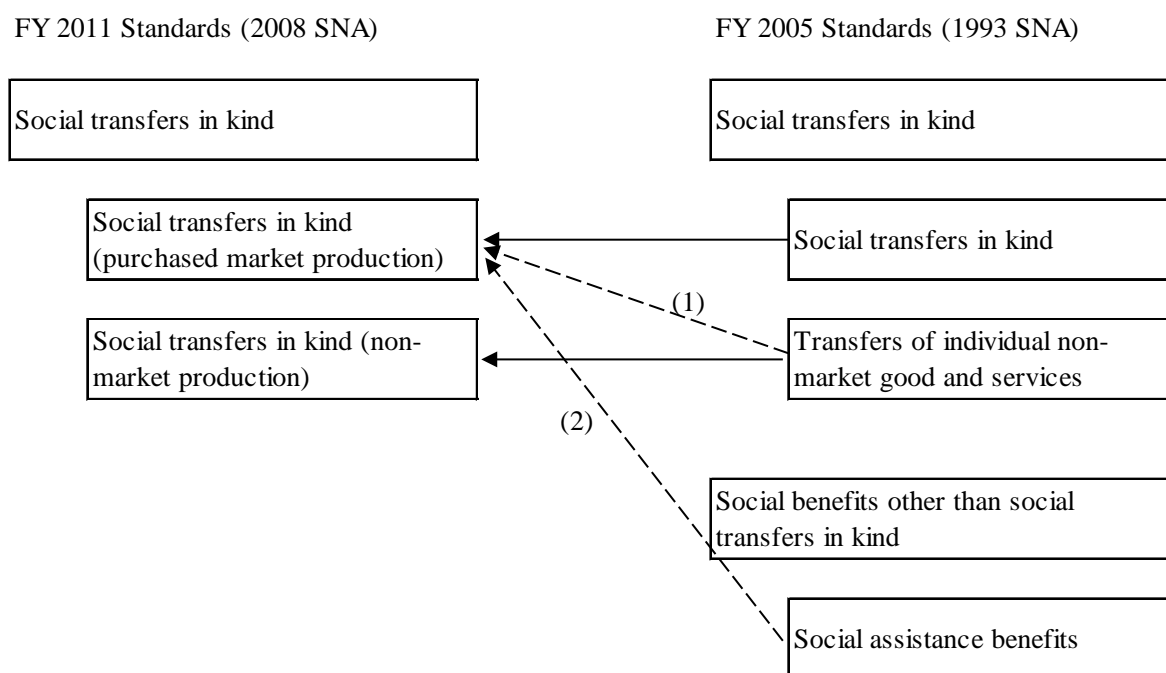 FY 2011 Standards (2008 SNA)
FY 2005 Standards (1993 SNA)
Social transfers in kind
Social transfers in kind
Social transfers in kind
(purchased market production)
Social transfers in kind
(1)
Social transfers in kind (non-
market production)
Transfers of individual non-
market good and services
(2)
Social benefits other than social
transfers in kind
Social assistance benefits